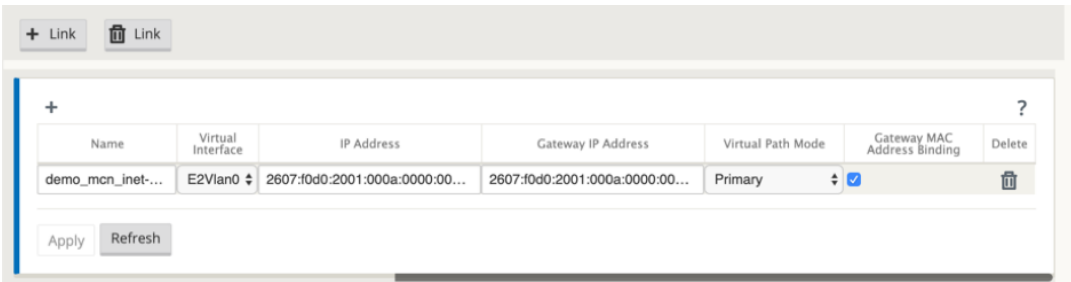 + Link Link
+ ?
Name Virtual Interface IP Address Gateway IP Address Virtual Path Mode Gateway MAC Address Binding Delete
demo_mcn_inet-... E2Vlan0 2607:f0d0:2001:000a:0000:00... 2607:f0d0:2001:000a:0000:00... Primary
Apply Refresh